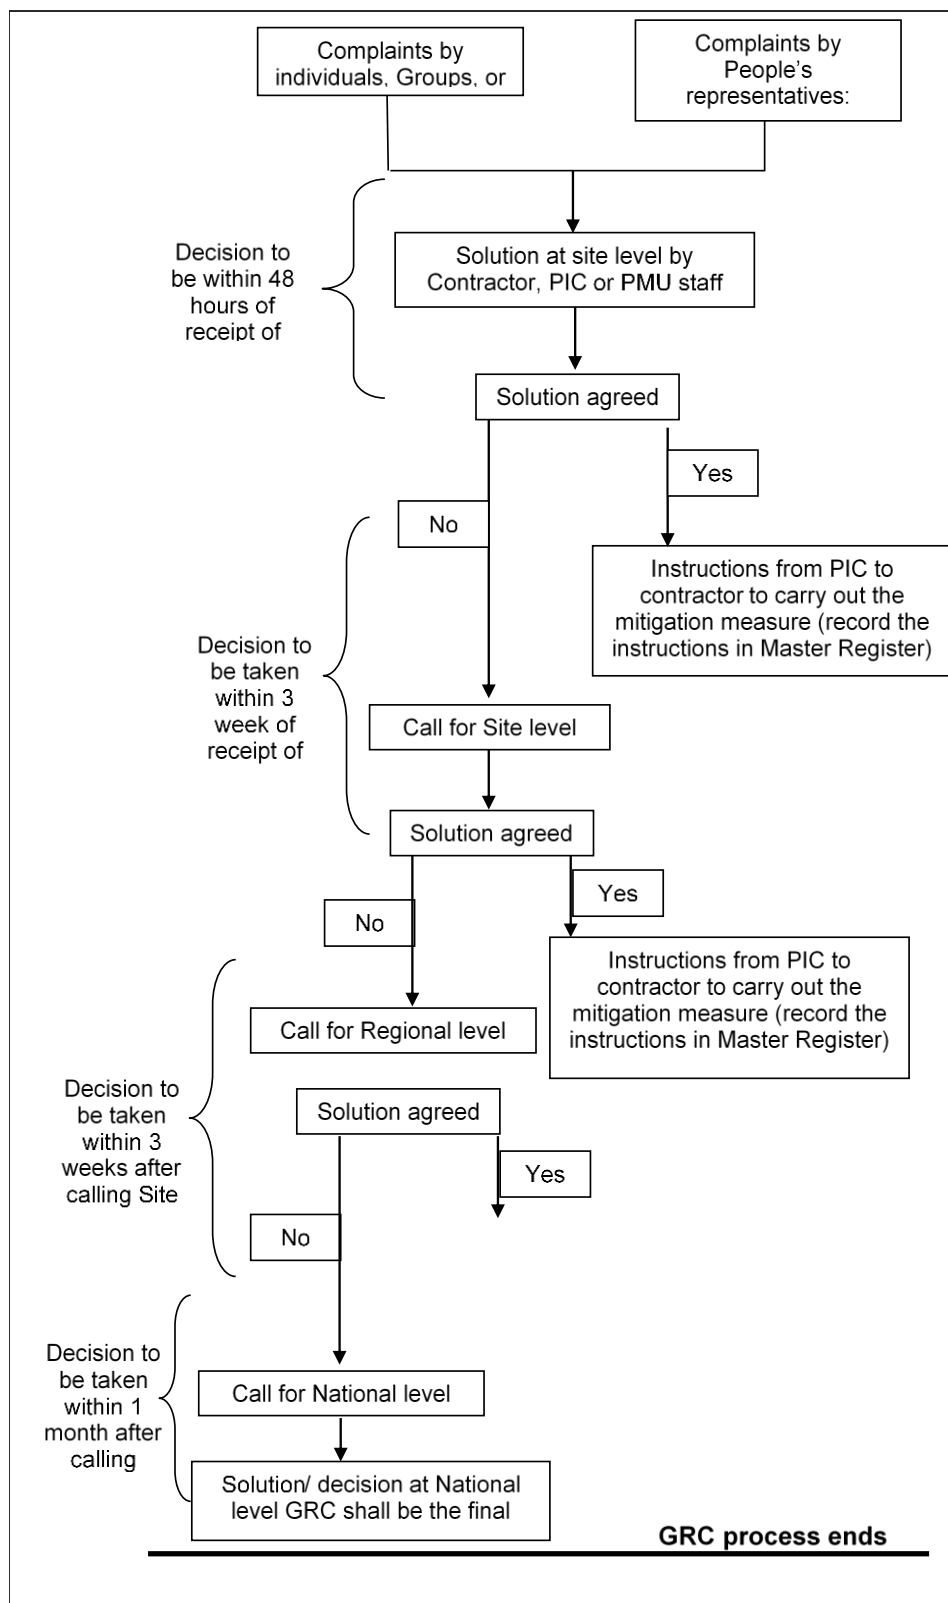 Complaints by
individuals, Groups, or
Complaints by
People's
representatives:
Decision to
be within 48
hours of
receipt of
Solution at site level by
Contractor, PIC or PMU staff
Solution agreed
Yes
No
Instructions from PIC to
contractor to carry out the
mitigation measure (record the
instructions in Master Register)
Decision to
be taken
within 3
week of
receipt of
Call for Site level
Solution agreed
Yes
No
Instructions from PIC to
contractor to carry out the
mitigation measure (record the
instructions in Master Register)
Call for Regional level
Decision to
be taken
within 3
weeks after
calling Site
Solution agreed
Yes
No
Decision to
be taken
within 1
month after
calling
Call for National level
Solution/ decision at National
level GRC shall be the final
GRC process ends